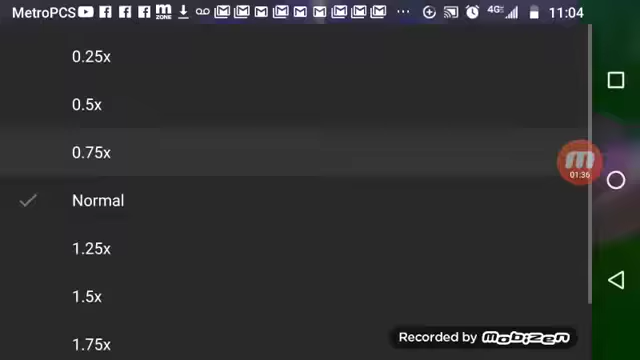 MetroPCS 4G 11:04
0.25x
0.5x
0.75x
01:36
Normal
1.25x
1.5x
Recorded by MOBIZEN
1.75x